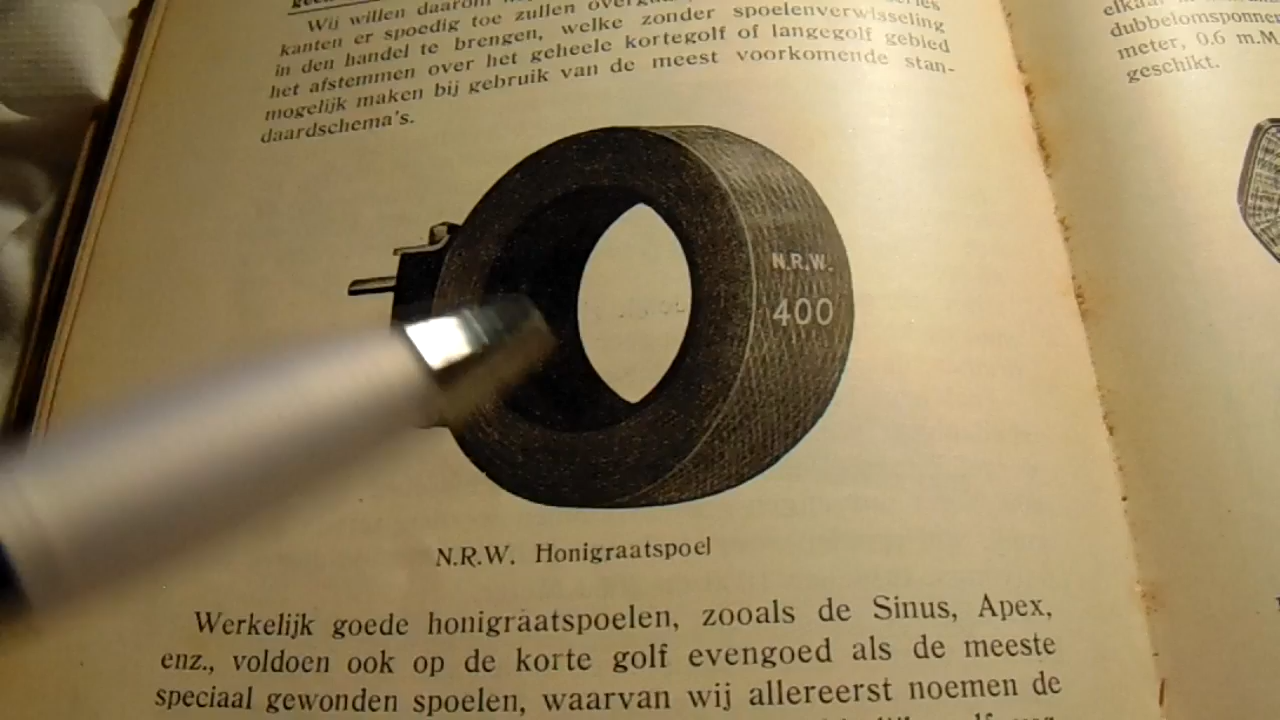 Wij willen daarom
kanten er spoedig toe zullen
in den handel te brengen, welke zonder spoelenverwisseling
het afstemmen over het geheele kortegolf of langegolf gebied
mogelijk maken bij gebruik van de meest voorkomende stan-
daardschema's.
dubbelomsponnen
meter, 0.6 m.M
geschikt.
N.R.W.
400
N.R.W. Honigraatspoel
Werkelijk goede honigraatspoelen, zooals de Sinus, Apex,
enz., voldoen ook op de korte golf evengoed als de meeste
speciaal gewonden spoelen, waarvan wij allereerst noemen de